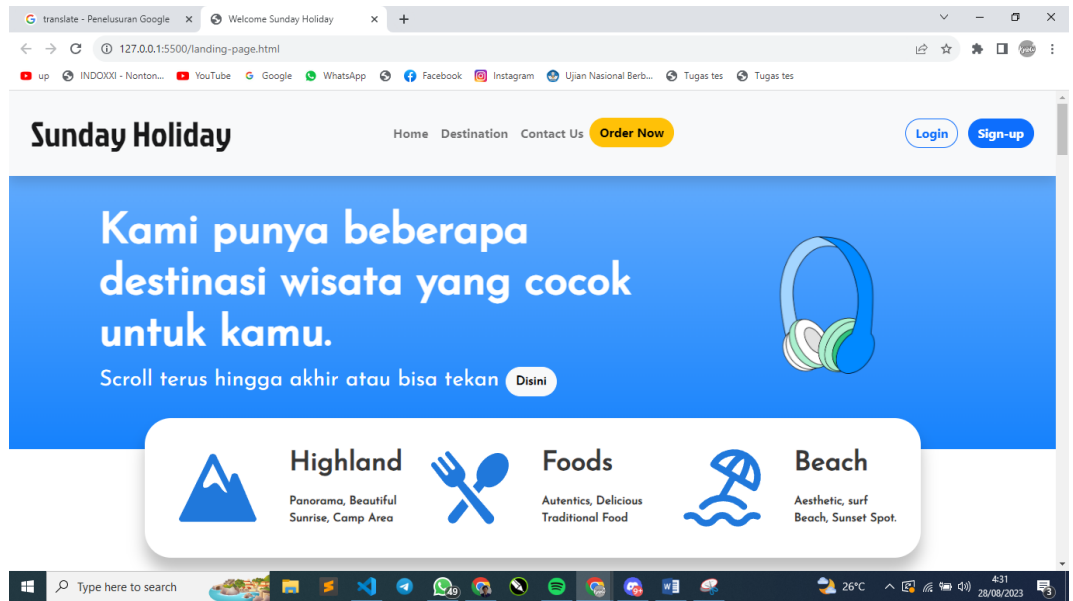 translate - Penelusuran Google
Welcome Sunday Holiday
127.0.0.1:5500/landing-page.html
up
INDOXXI - Nonton...
YouTube
Google
WhatsApp
Facebook
Instagram
Ujian Nasional Berb...
Tugas tes
Tugas tes
Sunday Holiday
Home Destination Contact Us Order Now
Login Sign-up
Kami punya beberapa
destinasi wisata yang cocok
untuk kamu.
Scroll terus hingga akhir atau bisa tekan Disini
Highland
Panorama, Beautiful
Sunrise, Camp Area
Foods
Autentics, Delicious
Traditional Food
Beach
Aesthetic, surf
Beach, Sunset Spot.
Type here to search
49
9+
26°C
4:31
28/08/2023
3